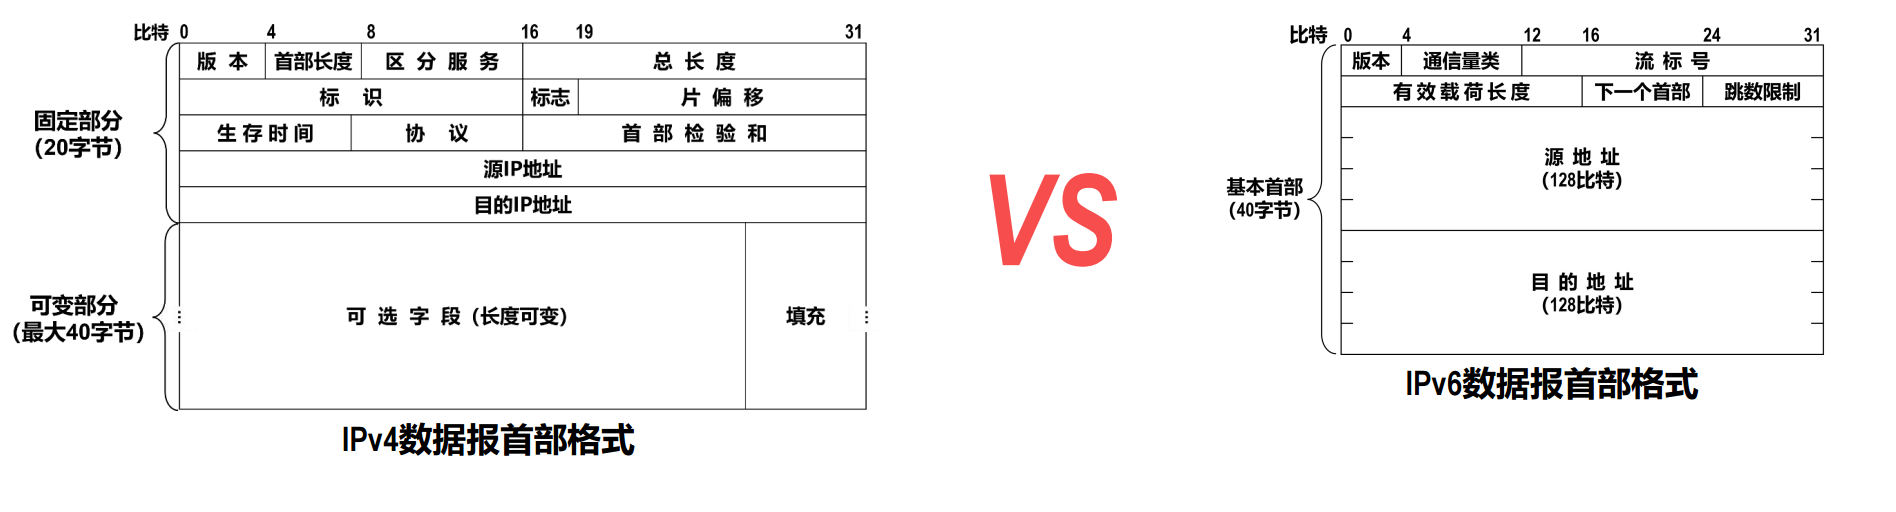 比特 0 4 8 16 19 31
版 本 首部长度 区 分 服 务 总 长 度
标 识 标志 片 偏 移
生 存 时 间 协 议 首 部 检 验 和
源IP地址
目的IP地址
可 选 字 段 (长度可变) 填充
固定部分
(20字节)
可变部分
(最大40字节)
IPv4数据报首部格式
VS
比特 0 4 12 16 24 31
版本 通信量类 流 标 号
有 效 载 荷 长 度 下一个首部 跳数限制
源 地 址
(128比特)
目 的 地 址
(128比特)
基本首部
(40字节)
IPv6数据报首部格式